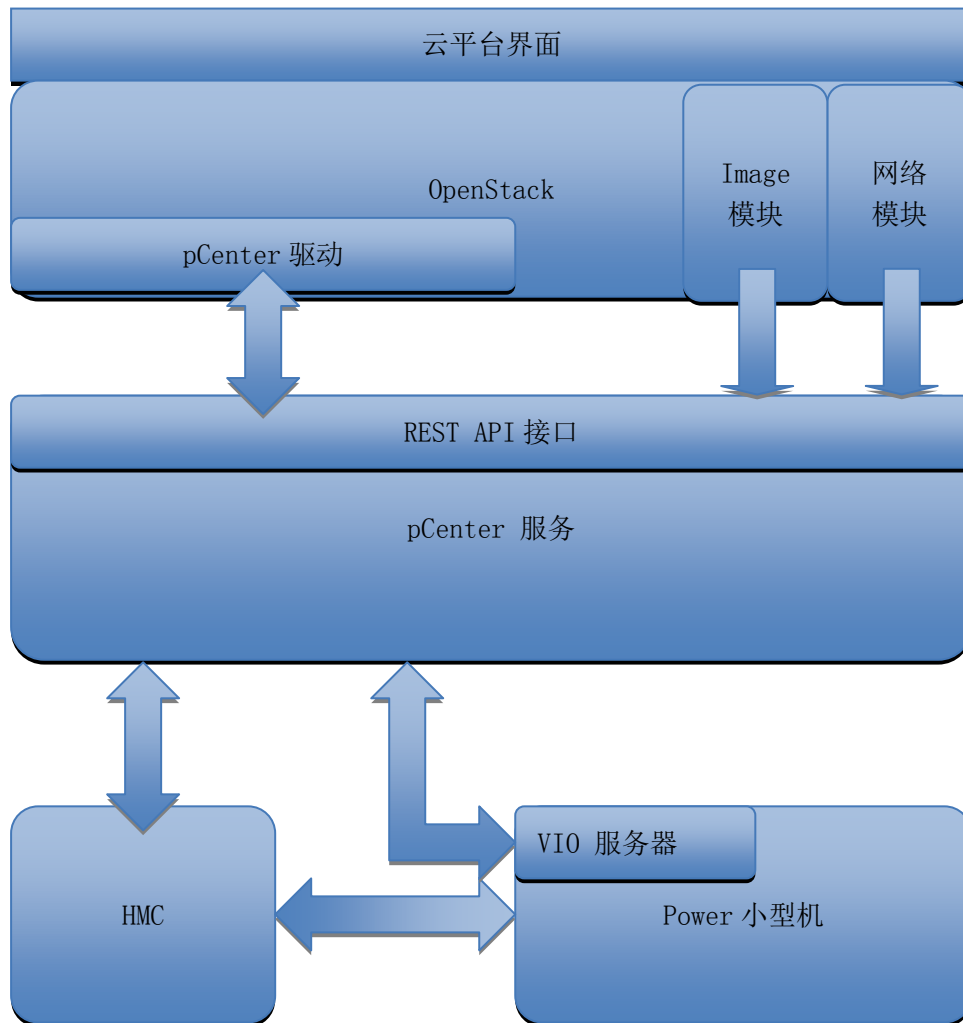 云平台界面
OpenStack
Image
模块
网络
模块
pCenter 驱动
REST API 接口
pCenter 服务
VIO 服务器
HMC
Power 小型机